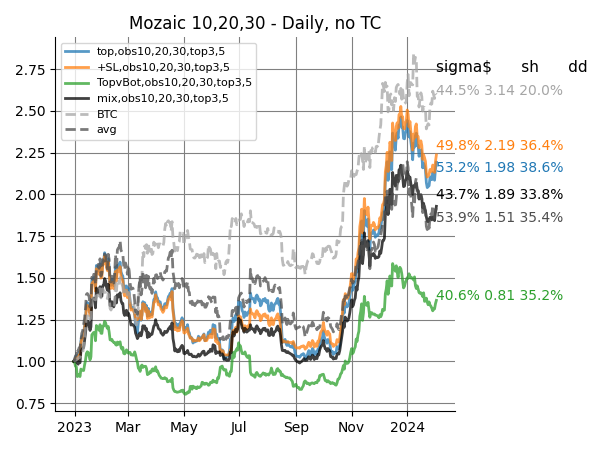 Mozaic 10,20,30 - Daily, no TC
top,obs10,20,30,top3,5
+SL,obs10,20,30,top3,5
TopvBot,obs10,20,30,top3,5
mix,obs10,20,30,top3,5
BTC
avg
sigma$ sh dd
44.5% 3.14 20.0%
49.8% 2.19 36.4%
53.2% 1.98 38.6%
43.7% 1.89 33.8%
53.9% 1.51 35.4%
40.6% 0.81 35.2%
2.75
2.50
2.25
2.00
1.75
1.50
1.25
1.00
0.75
2023 Mar May Jul Sep Nov 2024